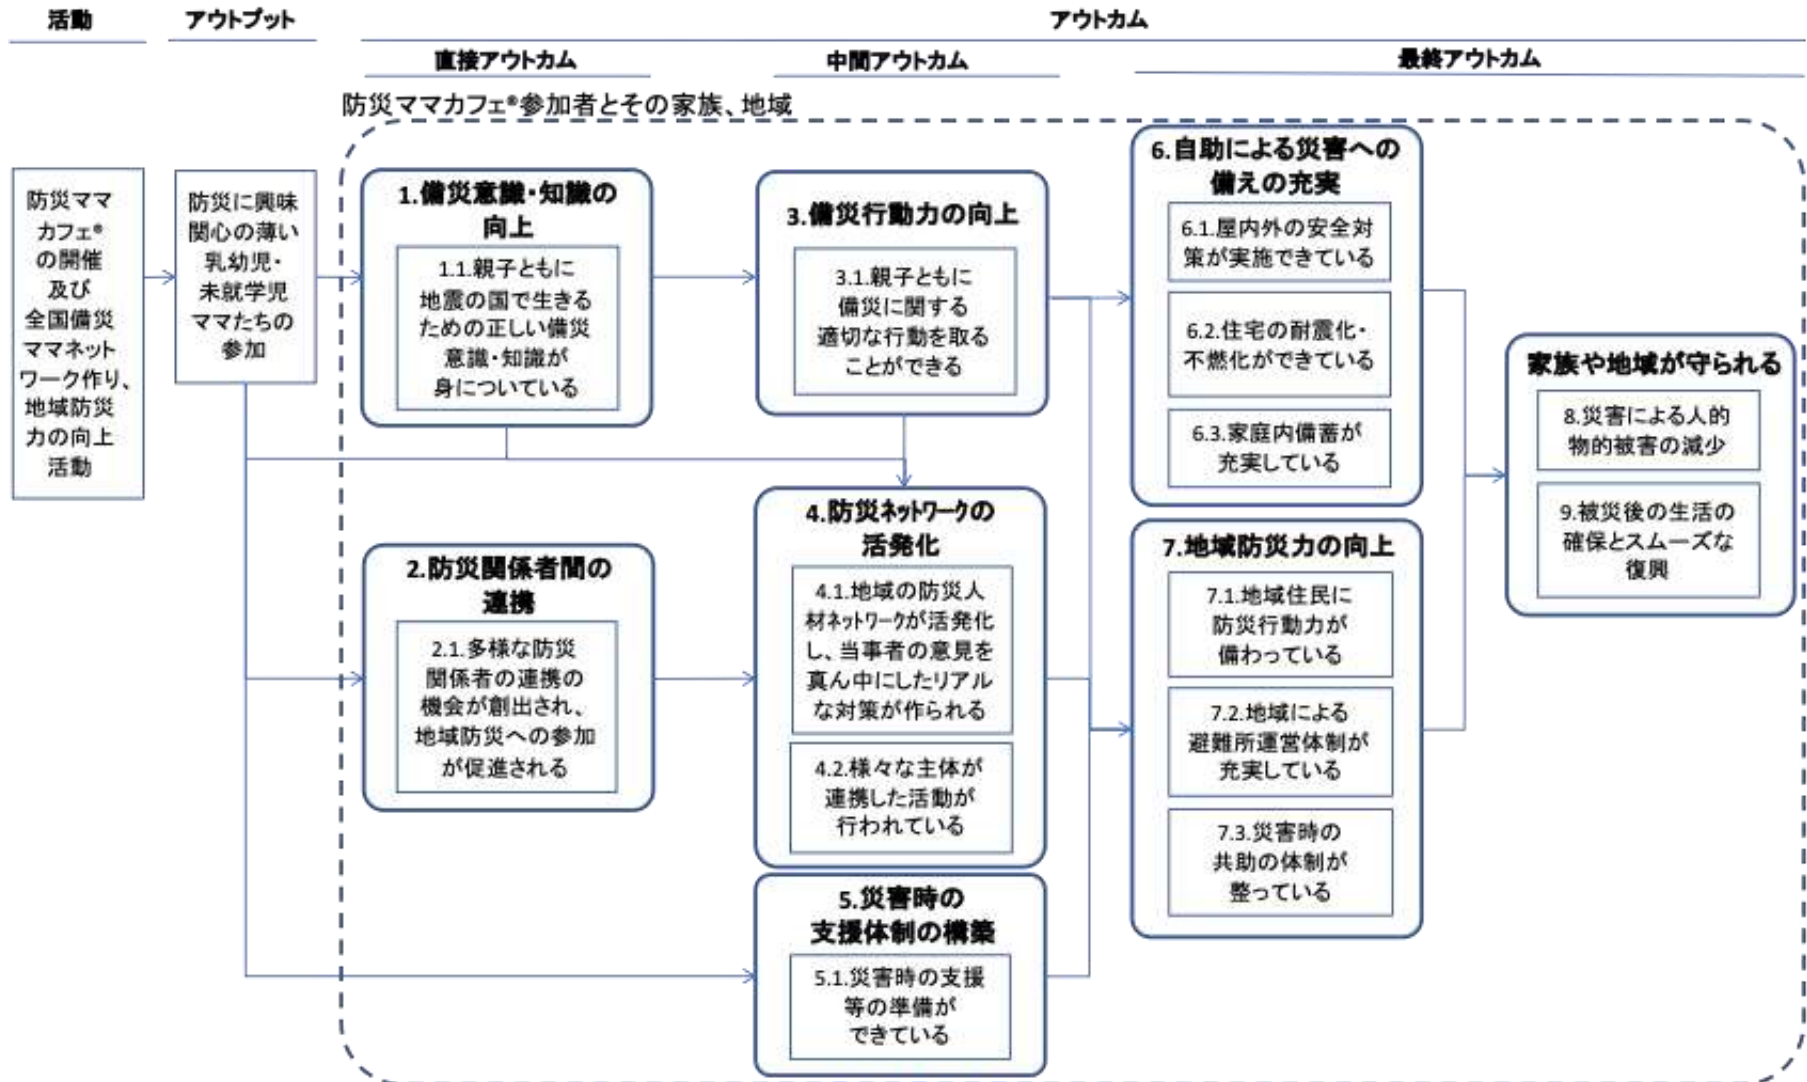 活動
アウトプット
アウトカム
直接アウトカム
中間アウトカム
最終アウトカム
防災ママカフェ®参加者とその家族、地域
防災ママ
カフェ®
の開催
及び
全国備災
ママネット
ワーク作り、
地域防災
力の向上
活動
防災に興味
関心の薄い
乳幼児・
未就学児
ママたちの
参加
1.備災意識・知識の
向上
1.1.親子ともに
地震の国で生きる
ための正しい備災
意識・知識が
身についている
2.防災関係者間の
連携
2.1.多様な防災
関係者の連携の
機会が創出され、
地域防災への参加
が促進される
3.備災行動力の向上
3.1.親子ともに
備災に関する
適切な行動を取る
ことができる
4.防災ﾈｯﾄﾜｰｸの
活発化
4.1.地域の防災人
材ﾈｯﾄﾜｰｸが活発化
し、当事者の意見を
真ん中にしたリアル
な対策が作られる
4.2.様々な主体が
連携した活動が
行われている
5.災害時の
支援体制の構築
5.1.災害時の支援
等の準備が
できている
6.自助による災害への
備えの充実
6.1.屋内外の安全対
策が実施できている
6.2.住宅の耐震化・
不燃化ができている
6.3.家庭内備蓄が
充実している
7.地域防災力の向上
7.1.地域住民に
防災行動力が
備わっている
7.2.地域による
避難所運営体制が
充実している
7.3.災害時の
共助の体制が
整っている
家族や地域が守られる
8.災害による人的
物的被害の減少
9.被災後の生活の
確保とスムーズな
復興